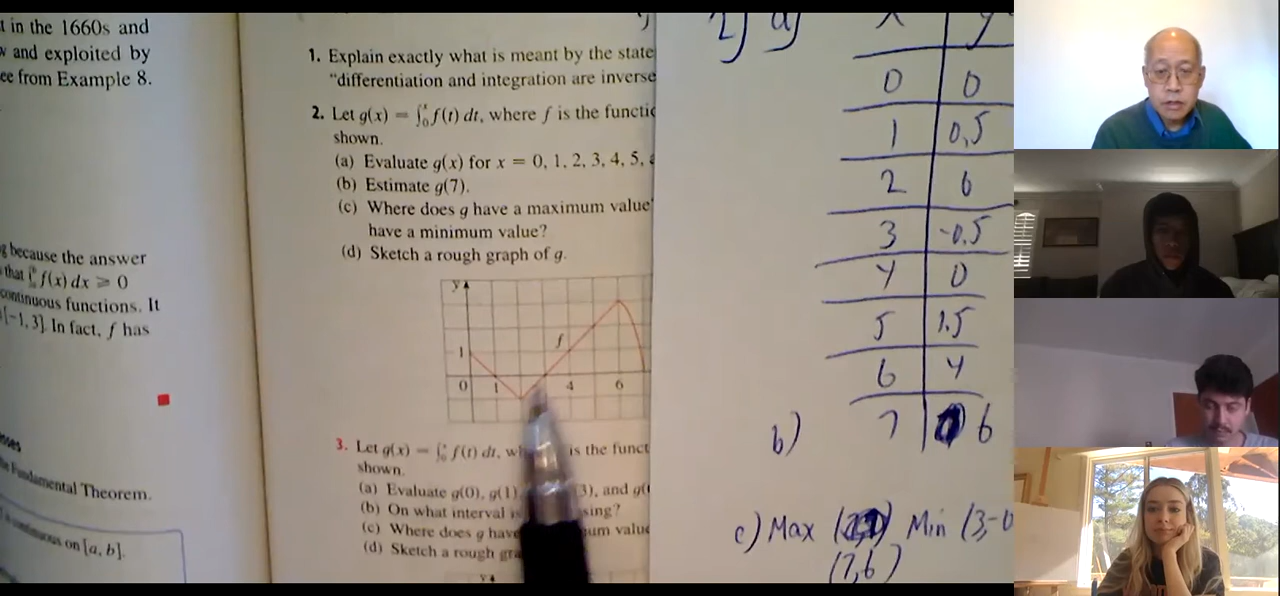 t in the 1660s and
w and exploited by
ee from Example 8.
g because the answer
that f(x) dx ⩾ 0
continuous functions. It
[−1, 3]. In fact, f has
Fundamental Theorem.
on [a, b].
1. Explain exactly what is meant by the state
"differentiation and integration are inverse
2. Let g(x) = ∫₀ˣ f(t) dt, where f is the functio
shown.
(a) Evaluate g(x) for x = 0, 1, 2, 3, 4, 5,
(b) Estimate g(7).
(c) Where does g have a maximum value
have a minimum value?
(d) Sketch a rough graph of g.
y
1
f
0 1 4 6
3. Let g(x) = ∫₀ˣ f(t) dt, wh is the funct
shown.
(a) Evaluate g(0), g(1), 3), and g(
(b) On what interval is sing?
(c) Where does g have um value
(d) Sketch a rough gra
y
2) a) x y
0 0
1 0.5
2 0
3 -0.5
4 0
5 1.5
6 4
b) 7 6
c) Max Min (3,-0
(7,6)